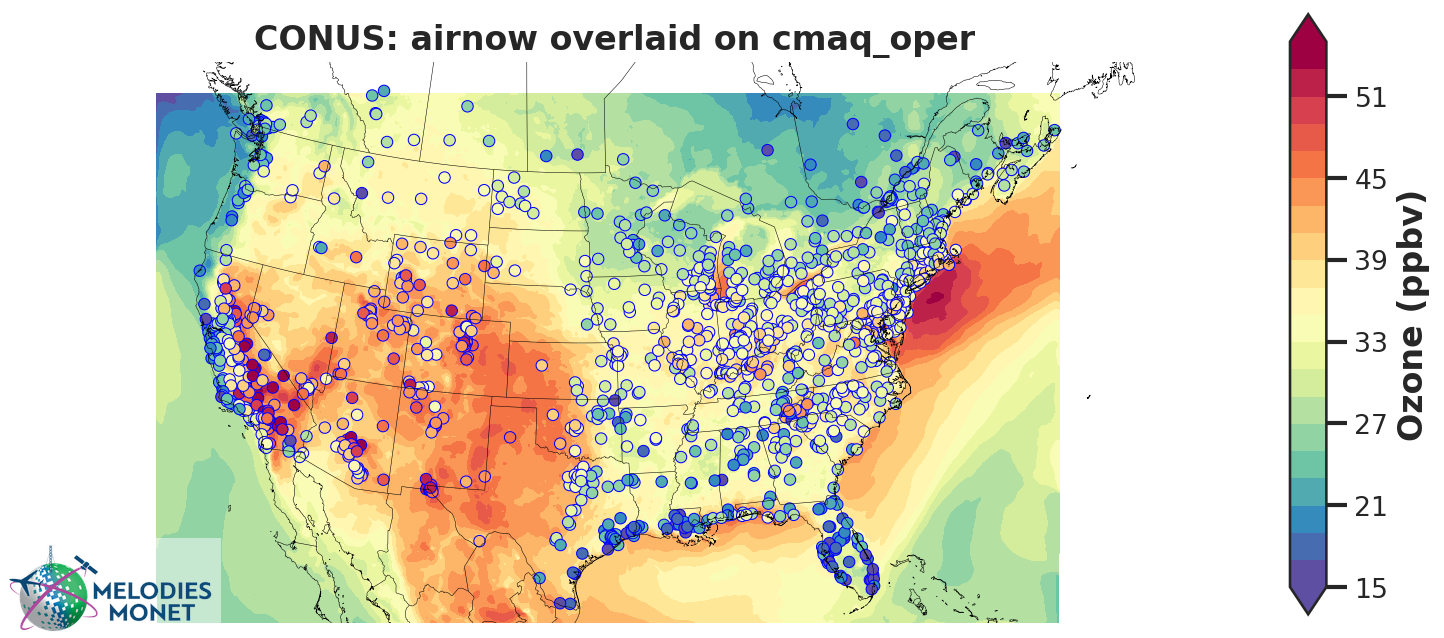 CONUS: airnow overlaid on cmaq_oper
51
45
39
33
27
21
15
Ozone (ppbv)
MELODIES
MONET